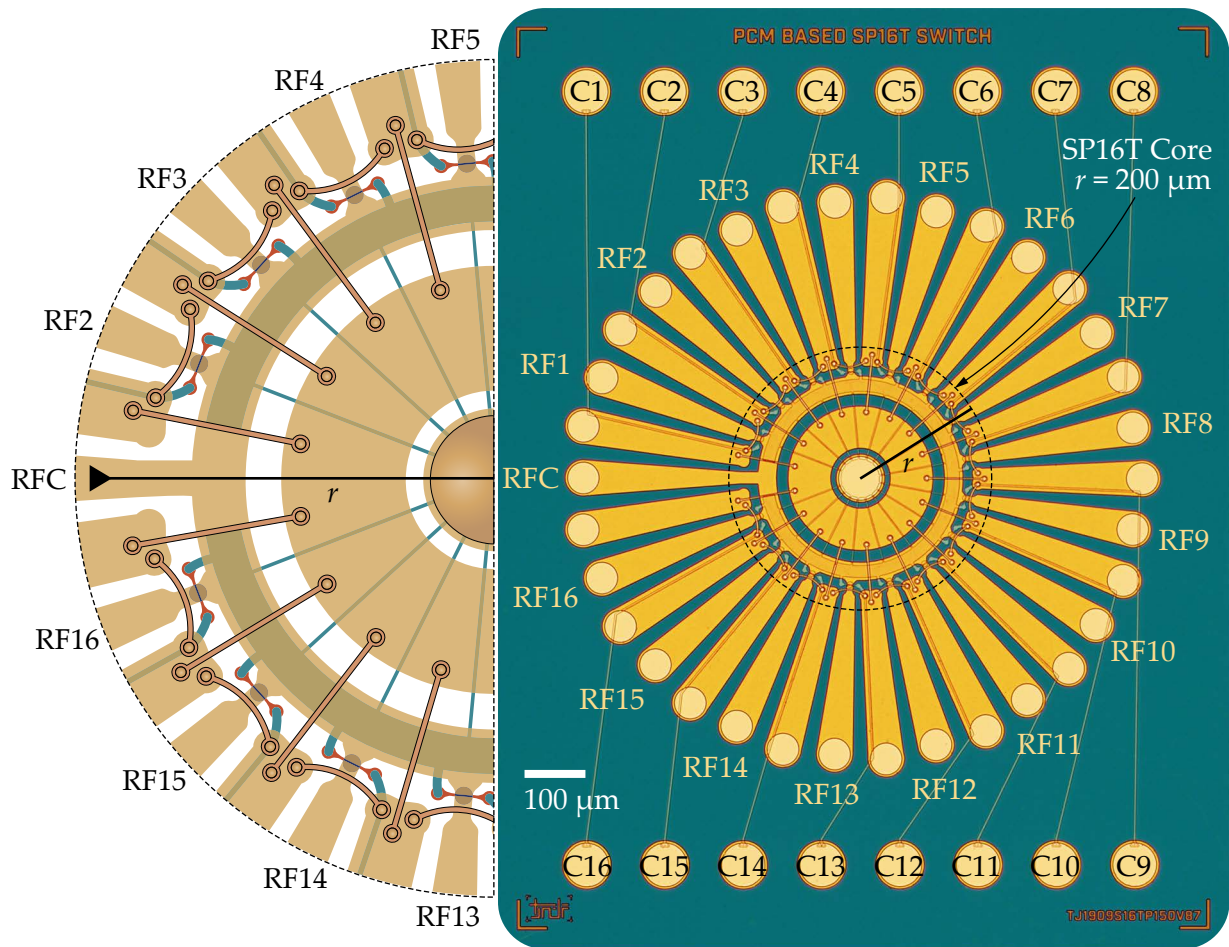 RF5
RF4
RF3
RF2
RFC
r
RF16
RF15
RF14
RF13
PCM BASED SP16T SWITCH
C1 C2 C3 C4 C5 C6 C7 C8
SP16T Core
r = 200 μm
RF4 RF5
RF3
RF6
RF2
RF7
RF1
RF8
RFC
r
RF9
RF16
RF10
RF15
RF11
RF14
RF12
RF13
100 μm
C16 C15 C14 C13 C12 C11 C10 C9
TJ1909S16TP150VB7